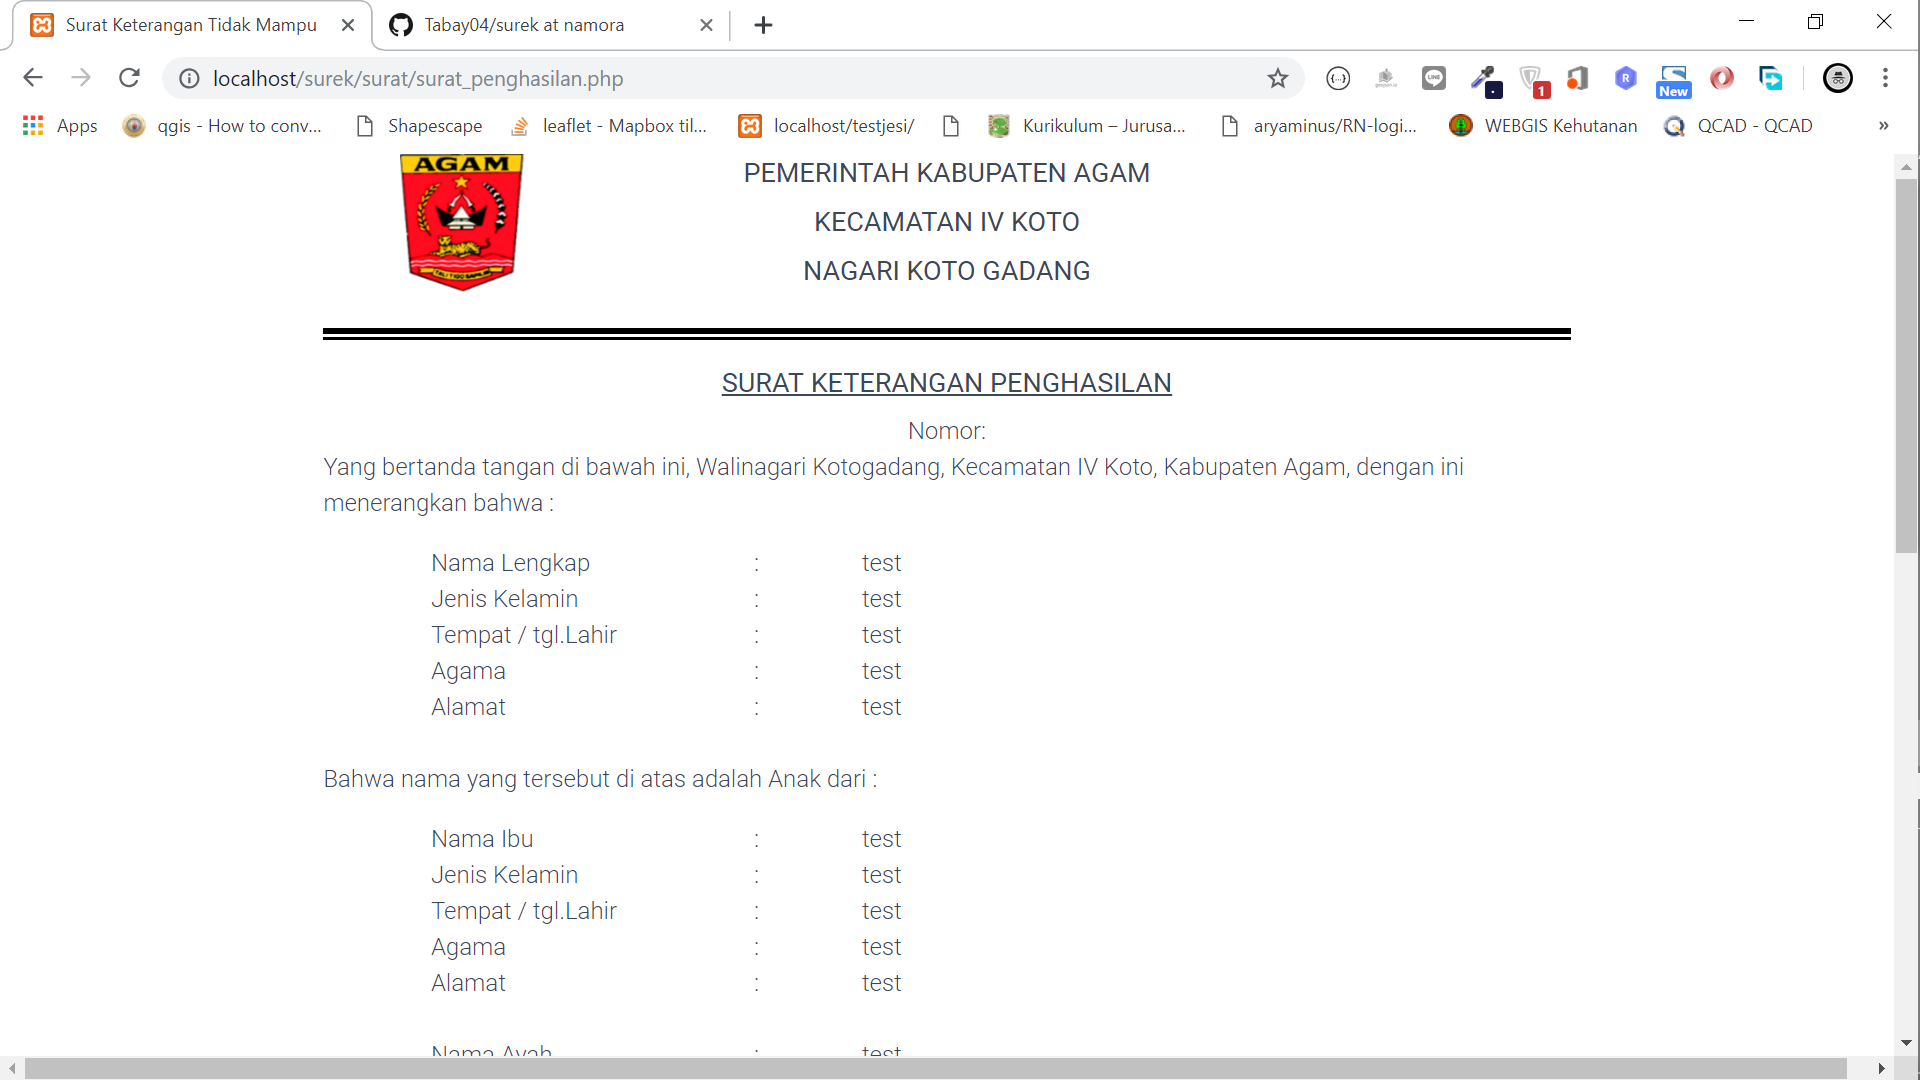 Surat Keterangan Tidak Mampu
Tabay04/surek at namora
localhost/surek/surat/surat_penghasilan.php
1
R
New
Apps
qgis - How to conv...
Shapescape
leaflet - Mapbox til...
localhost/testjesi/
Kurikulum – Jurusa...
aryaminus/RN-logi...
WEBGIS Kehutanan
QCAD - QCAD
»
AGAM
PEMERINTAH KABUPATEN AGAM
KECAMATAN IV KOTO
NAGARI KOTO GADANG
SURAT KETERANGAN PENGHASILAN
Nomor:
Yang bertanda tangan di bawah ini, Walinagari Kotogadang, Kecamatan IV Koto, Kabupaten Agam, dengan ini
menerangkan bahwa :
Nama Lengkap : test
Jenis Kelamin : test
Tempat / tgl.Lahir : test
Agama : test
Alamat : test
Bahwa nama yang tersebut di atas adalah Anak dari :
Nama Ibu : test
Jenis Kelamin : test
Tempat / tgl.Lahir : test
Agama : test
Alamat : test
Nama Ayah : test